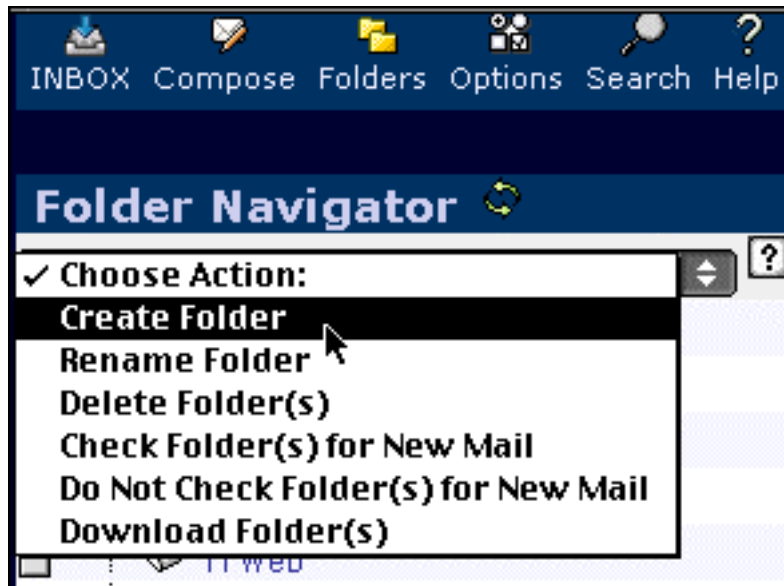 INBOX Compose Folders Options Search Help
Folder Navigator
?
✓ Choose Action:
Create Folder
Rename Folder
Delete Folder(s)
Check Folder(s) for New Mail
Do Not Check Folder(s) for New Mail
Download Folder(s)